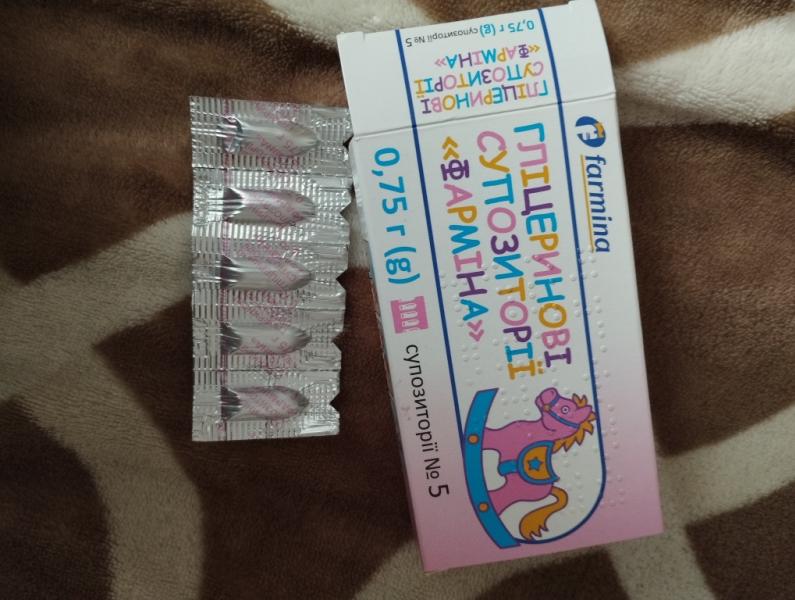 farmina
ГЛІЦЕРИНОВІ
СУПОЗИТОРІЇ
«ФАРМІНА»
0,75 г (g)
супозиторії № 5
ГЛІЦЕРИНОВІ
СУПОЗИТОРІЇ
«ФАРМІНА»
0,75 г (g) супозиторії № 5